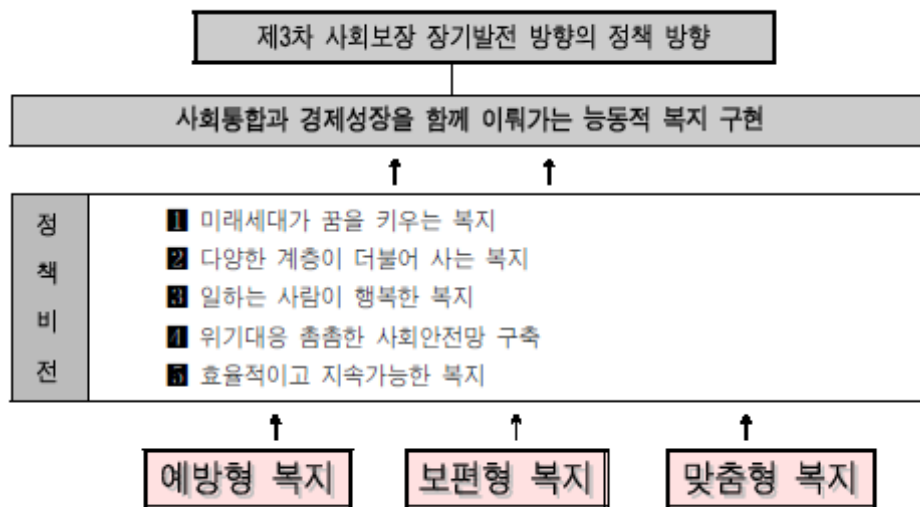 제3차 사회보장 장기발전 방향의 정책 방향
사회통합과 경제성장을 함께 이뤄가는 능동적 복지 구현
정책비전
1 미래세대가 꿈을 키우는 복지
2 다양한 계층이 더불어 사는 복지
3 일하는 사람이 행복한 복지
4 위기대응 촘촘한 사회안전망 구축
5 효율적이고 지속가능한 복지
예방형 복지 보편형 복지 맞춤형 복지